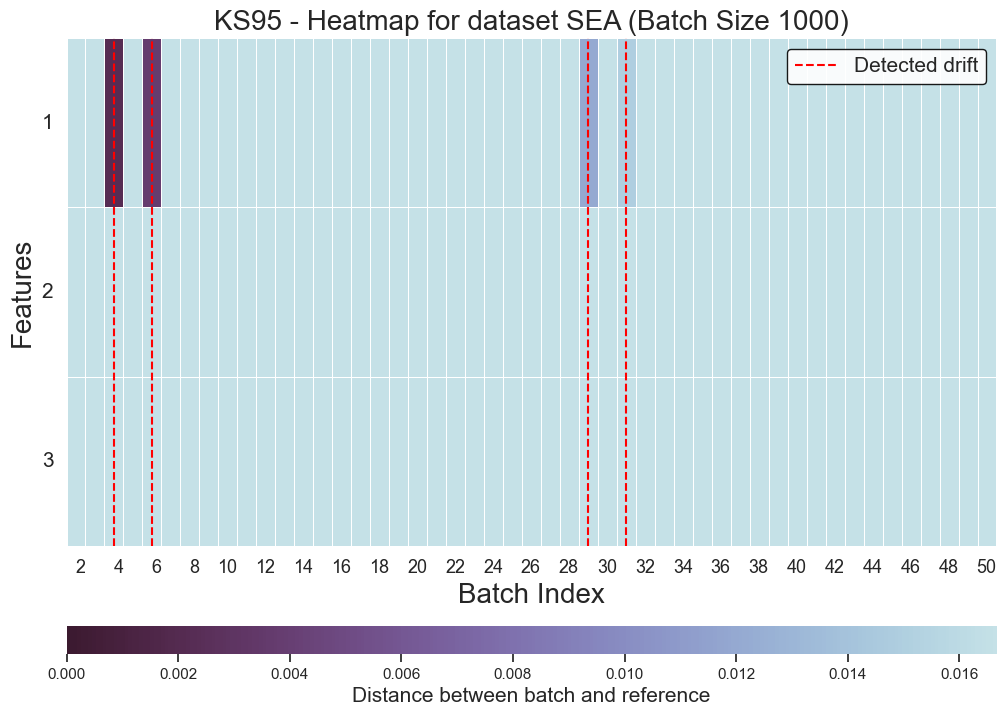 KS95 - Heatmap for dataset SEA (Batch Size 1000)
Detected drift
Features
1
2
3
2 4 6 8 10 12 14 16 18 20 22 24 26 28 30 32 34 36 38 40 42 44 46 48 50
Batch Index
0.000 0.002 0.004 0.006 0.008 0.010 0.012 0.014 0.016
Distance between batch and reference